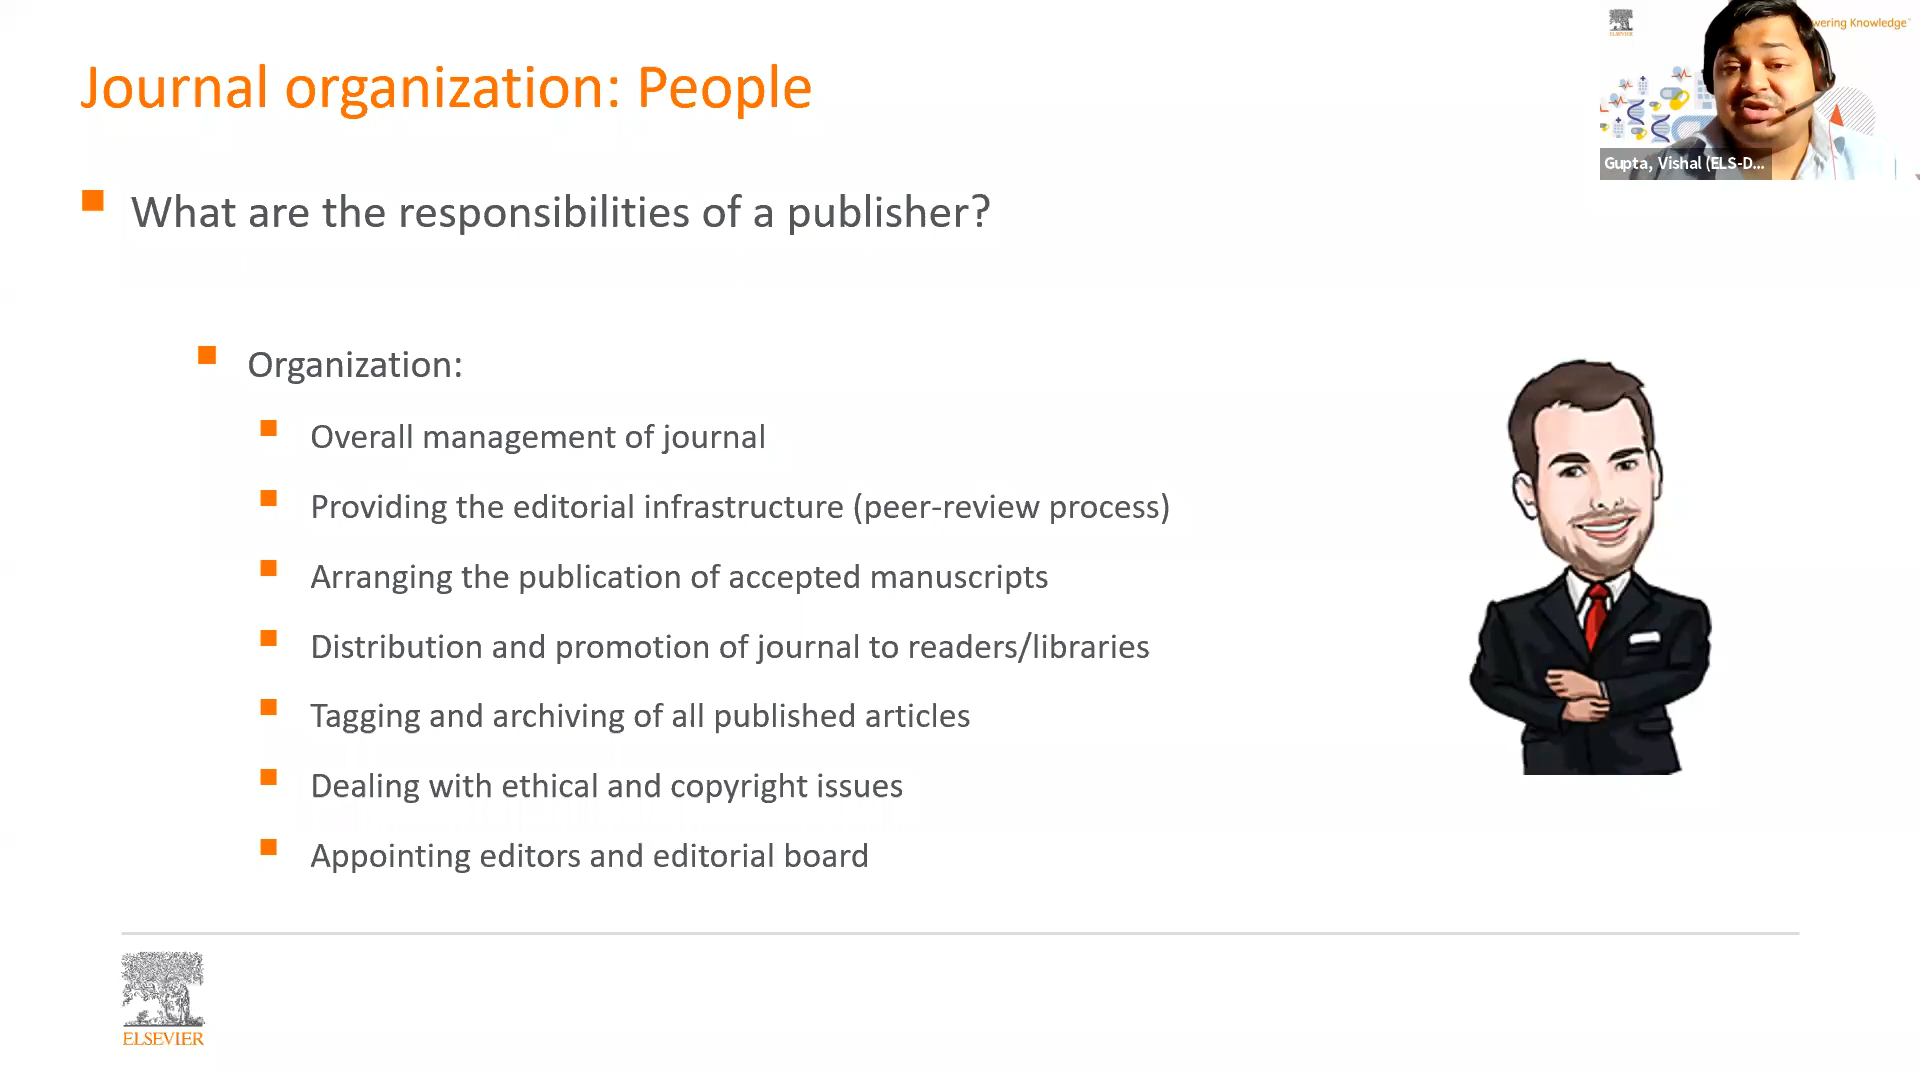 Journal organization: People
wering Knowledge™
ELSEVIER
Gupta, Vishal (ELS-D...
What are the responsibilities of a publisher?
Organization:
Overall management of journal
Providing the editorial infrastructure (peer-review process)
Arranging the publication of accepted manuscripts
Distribution and promotion of journal to readers/libraries
Tagging and archiving of all published articles
Dealing with ethical and copyright issues
Appointing editors and editorial board
ELSEVIER